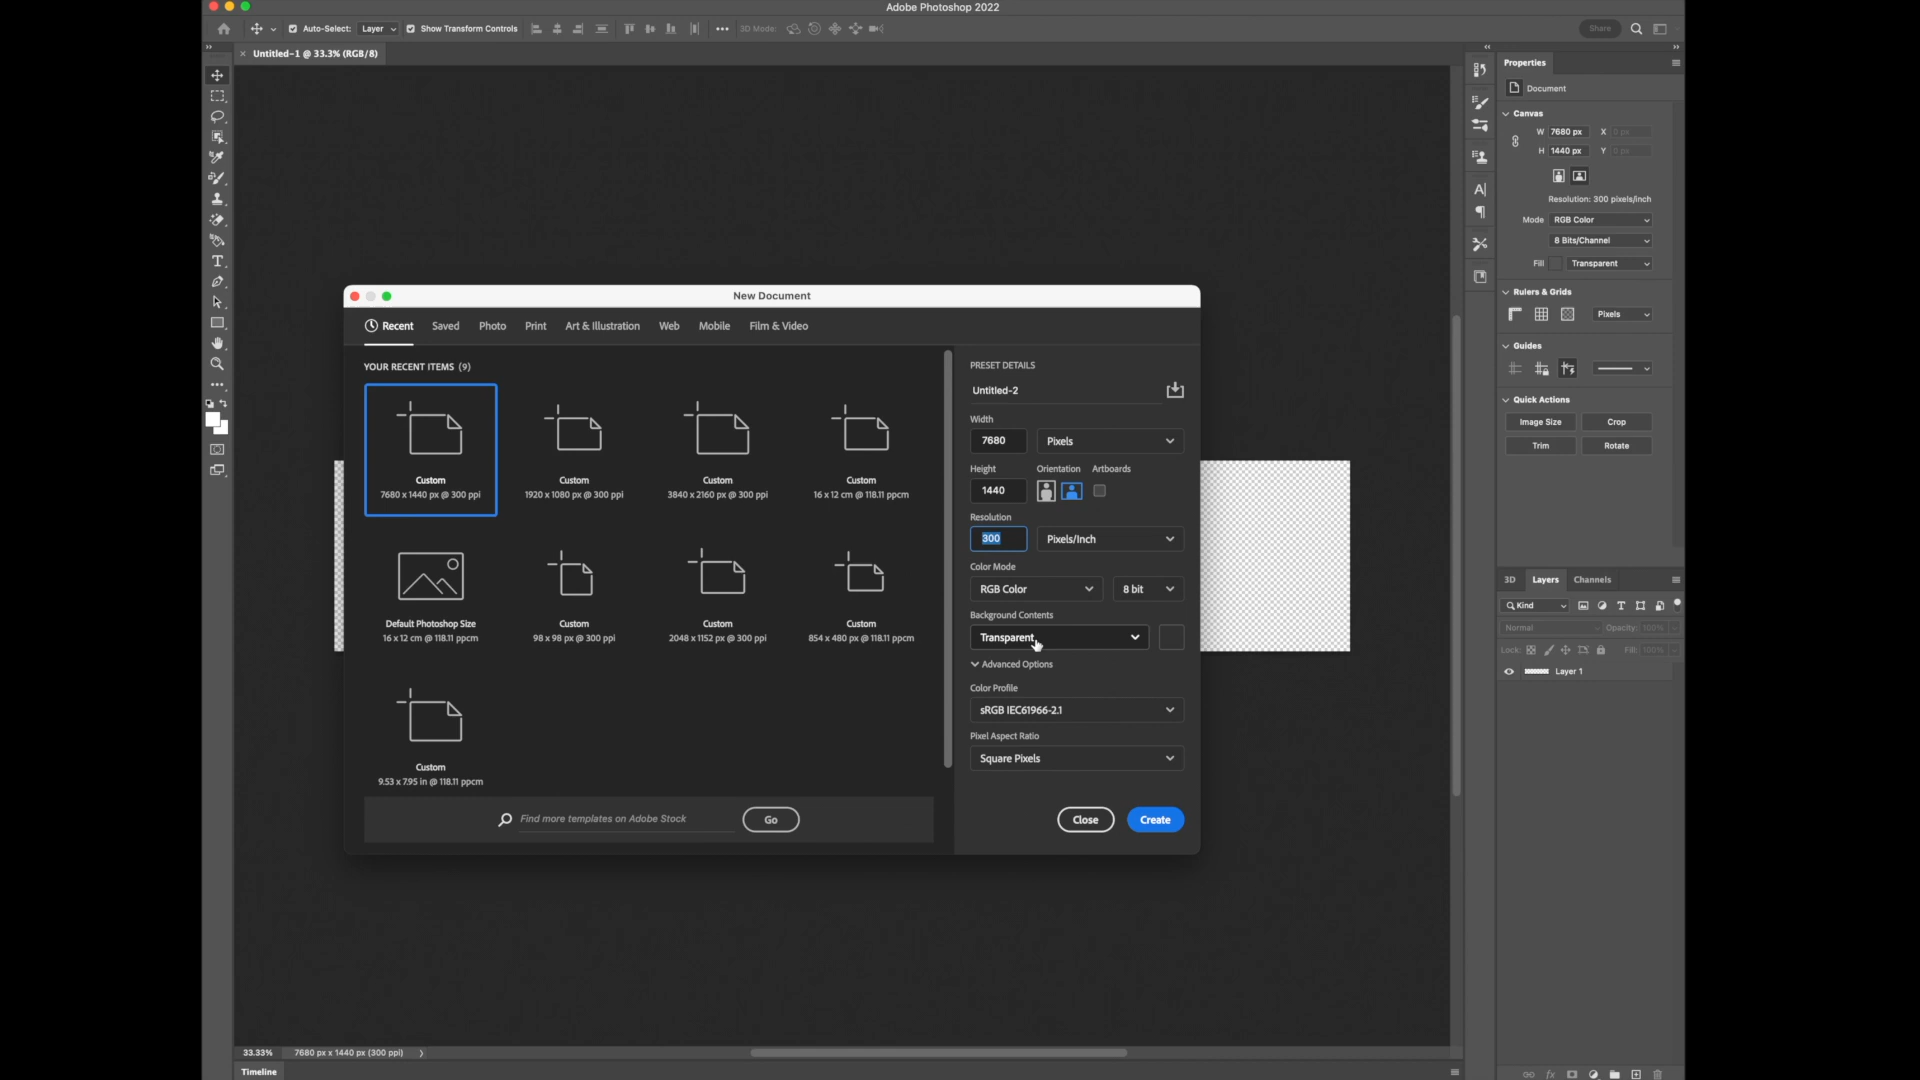 Adobe Photoshop 2022
Auto-Select: Layer Show Transform Controls 3D Mode: Share
× Untitled-1 @ 33.3% (RGB/8)
Properties
Document
Canvas
W 7680 px X 0 px
H 1440 px Y 0 px
Resolution: 300 pixels/inch
Mode RGB Color
8 Bits/Channel
Fill Transparent
Rulers & Grids
Pixels
Guides
Quick Actions
Image Size Crop
Trim Rotate
3D Layers Channels
Kind
Normal Opacity: 100%
Lock: Fill: 100%
Layer 1
New Document
Recent Saved Photo Print Art & Illustration Web Mobile Film & Video
YOUR RECENT ITEMS (9)
Custom
7680 x 1440 px @ 300 ppi
Custom
1920 x 1080 px @ 300 ppi
Custom
3840 x 2160 px @ 300 ppi
Custom
16 x 12 cm @ 118.11 ppcm
Default Photoshop Size
16 x 12 cm @ 118.11 ppcm
Custom
98 x 98 px @ 300 ppi
Custom
2048 x 1152 px @ 300 ppi
Custom
854 x 480 px @ 118.11 ppcm
Custom
9.53 x 7.95 in @ 118.11 ppcm
Find more templates on Adobe Stock Go
PRESET DETAILS
Untitled-2
Width
7680 Pixels
Height Orientation Artboards
1440
Resolution
300 Pixels/Inch
Color Mode
RGB Color 8 bit
Background Contents
Transparent
Advanced Options
Color Profile
sRGB IEC61966-2.1
Pixel Aspect Ratio
Square Pixels
Close Create
33.33% 7680 px x 1440 px (300 ppi)
Timeline
fx